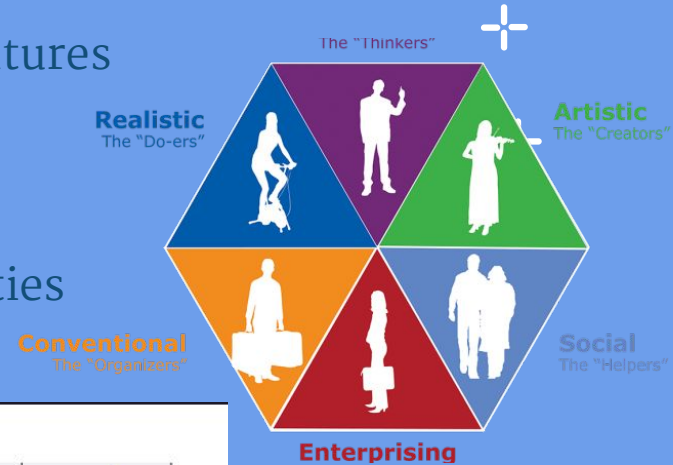 tures
The "Thinkers"
Realistic
The "Do-ers"
Artistic
The "Creators"
ties
Conventional
The "Organizers"
Social
The "Helpers"
Enterprising